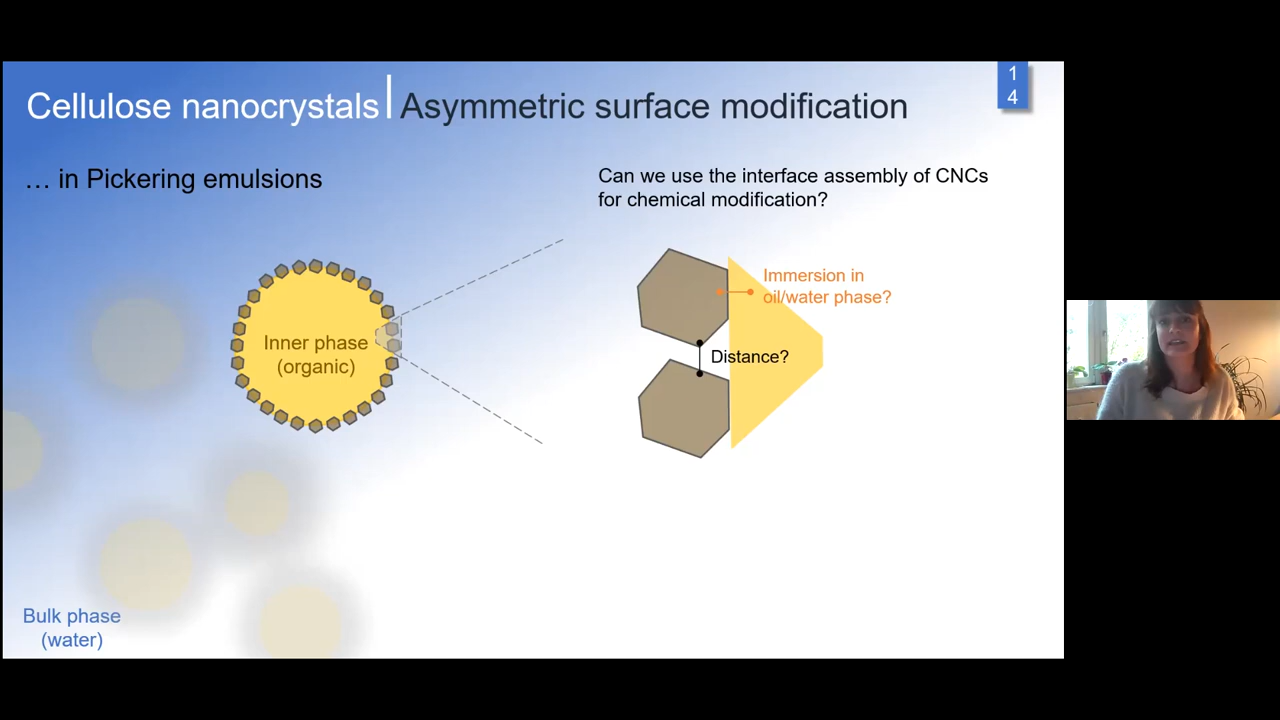 Cellulose nanocrystals Asymmetric surface modification
1
4
… in Pickering emulsions
Can we use the interface assembly of CNCs
for chemical modification?
Immersion in
oil/water phase?
Inner phase
(organic)
Distance?
Bulk phase
(water)